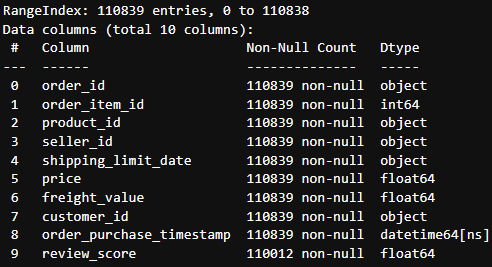 RangeIndex: 110839 entries, 0 to 110838
Data columns (total 10 columns):
 #   Column                    Non-Null Count   Dtype
---  ------                    --------------   -----
 0   order_id                  110839 non-null  object
 1   order_item_id             110839 non-null  int64
 2   product_id                110839 non-null  object
 3   seller_id                 110839 non-null  object
 4   shipping_limit_date       110839 non-null  object
 5   price                     110839 non-null  float64
 6   freight_value             110839 non-null  float64
 7   customer_id               110839 non-null  object
 8   order_purchase_timestamp  110839 non-null  datetime64[ns]
 9   review_score              110012 non-null  float64